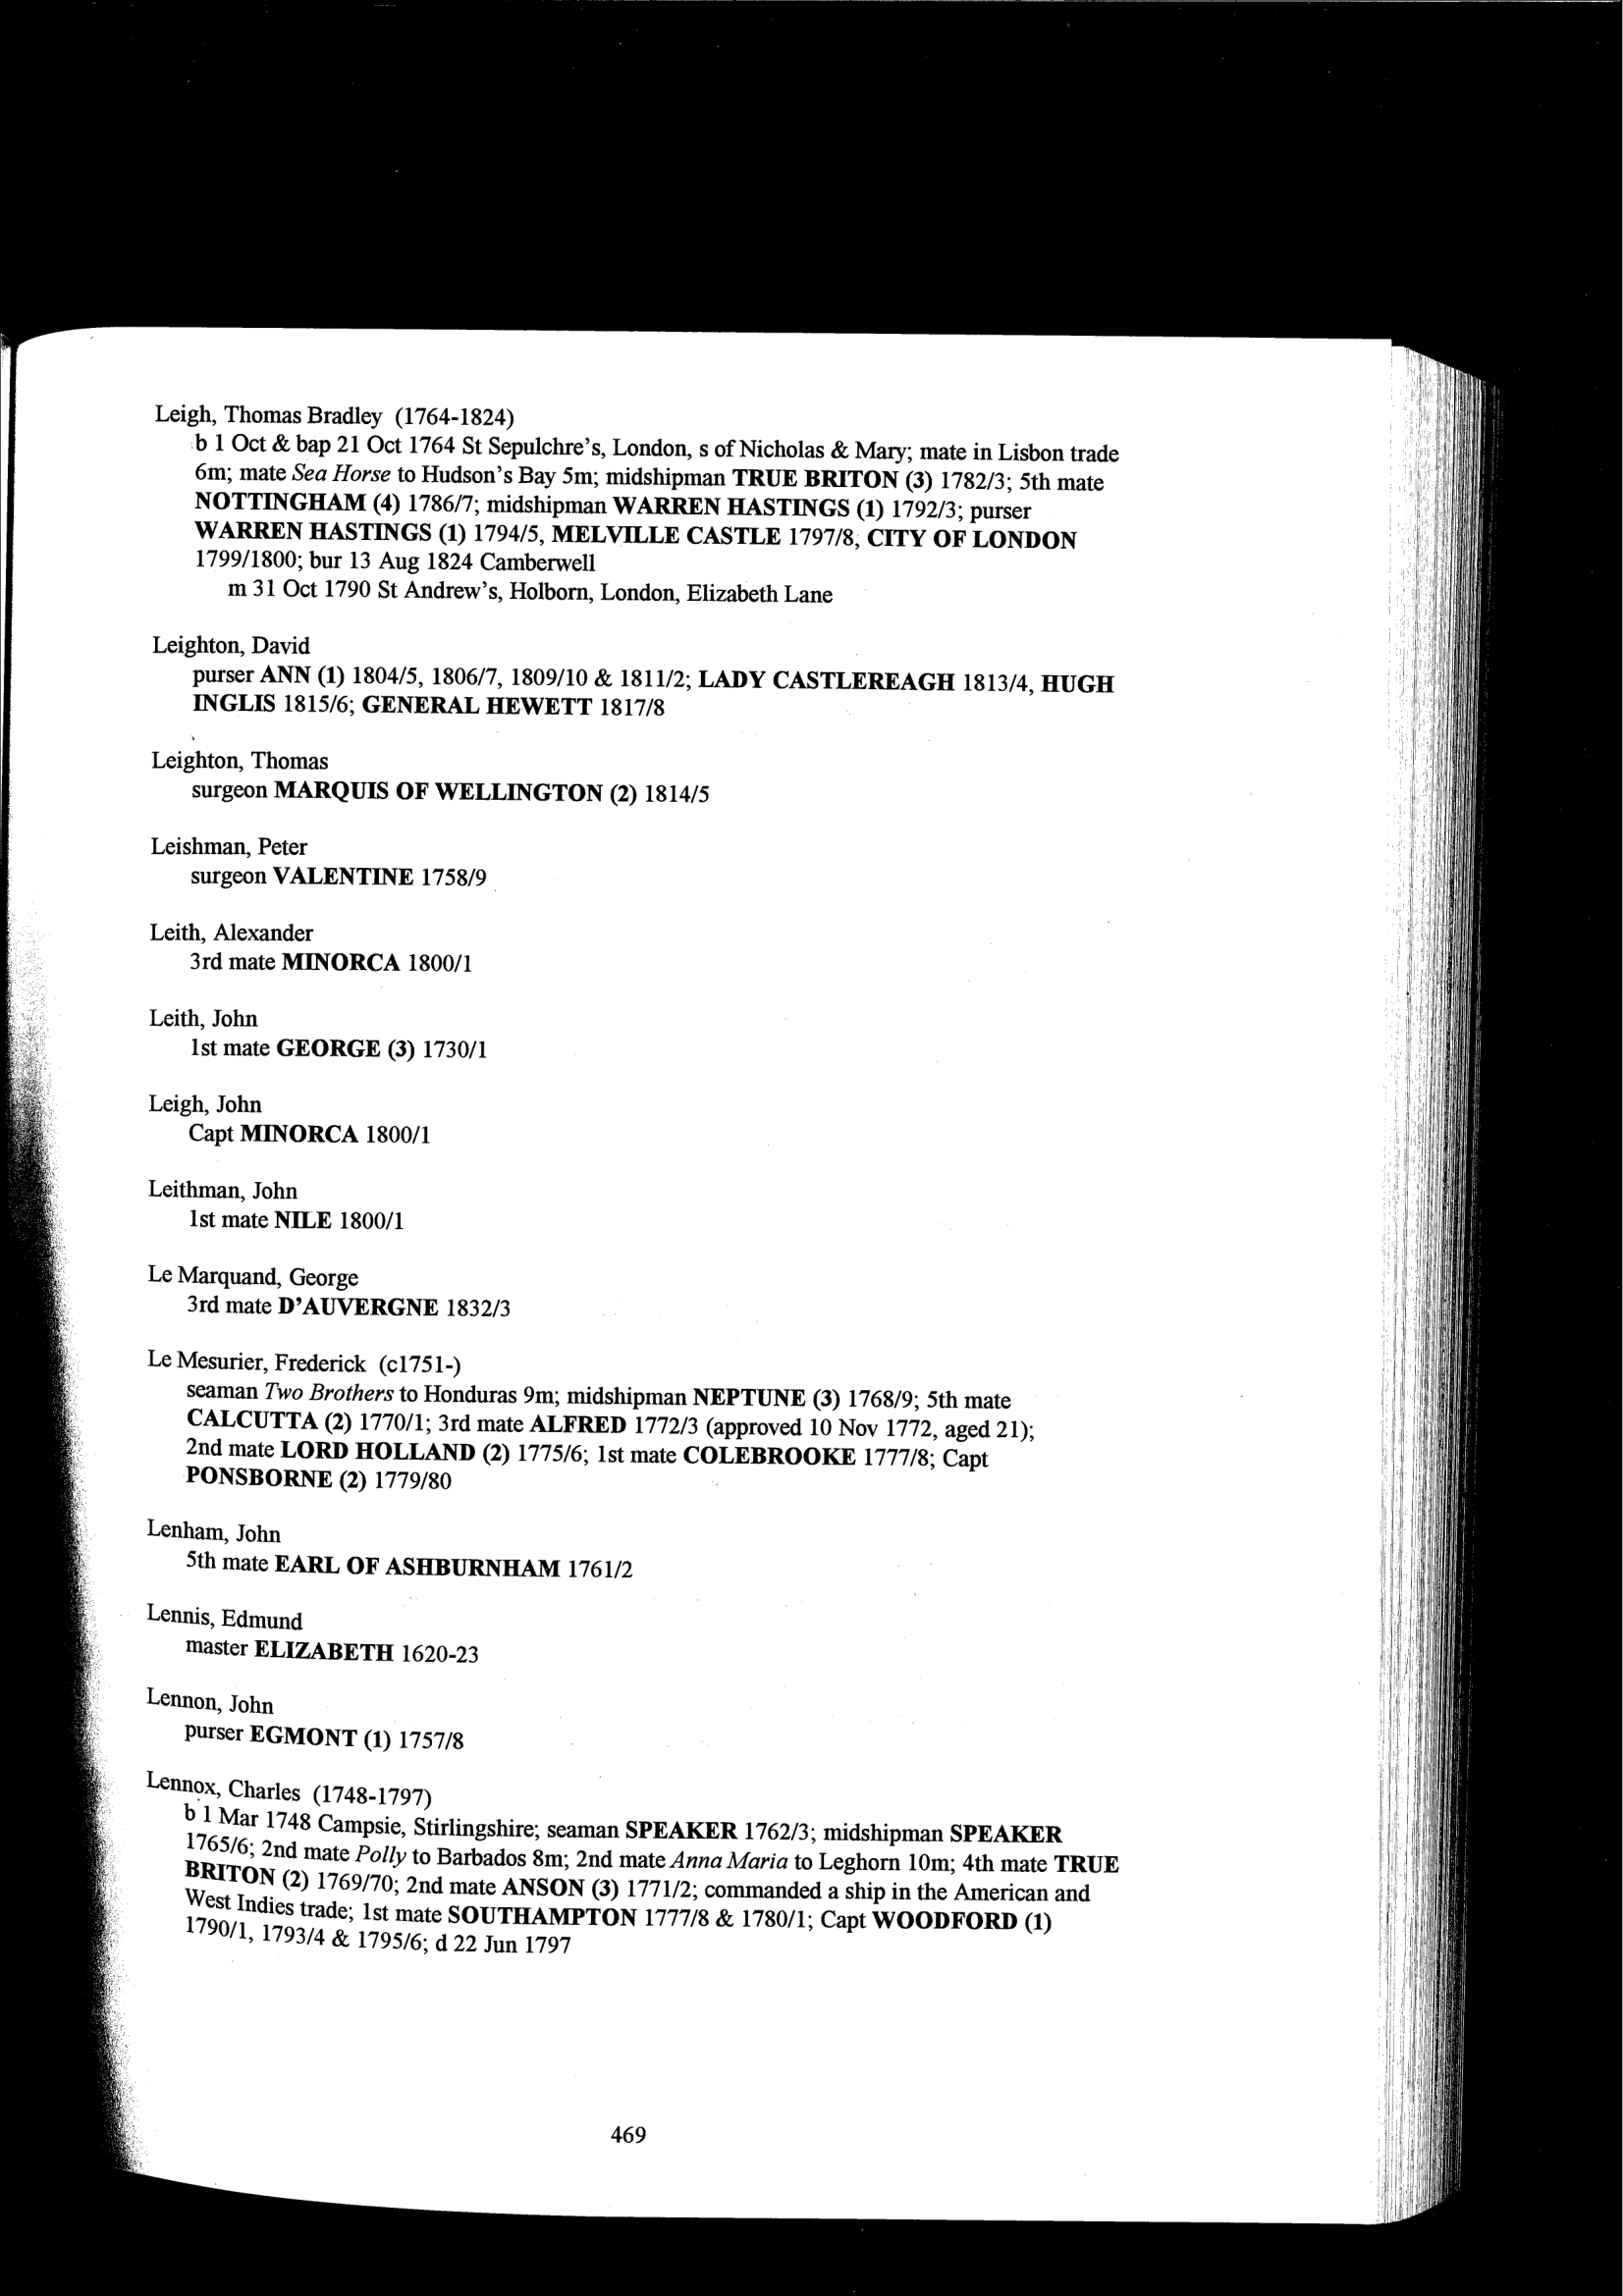 Leigh, Thomas Bradley (1764-1824)
b 1 Oct & bap 21 Oct 1764 St Sepulchre's, London, s of Nicholas & Mary; mate in Lisbon trade
6m; mate Sea Horse to Hudson's Bay 5m; midshipman TRUE BRITON (3) 1782/3; 5th mate
NOTTINGHAM (4) 1786/7; midshipman WARREN HASTINGS (1) 1792/3; purser
WARREN HASTINGS (1) 1794/5, MELVILLE CASTLE 1797/8, CITY OF LONDON
1799/1800; bur 13 Aug 1824 Camberwell
m 31 Oct 1790 St Andrew's, Holborn, London, Elizabeth Lane
Leighton, David
purser ANN (1) 1804/5, 1806/7, 1809/10 & 1811/2; LADY CASTLEREAGH 1813/4, HUGH
INGLIS 1815/6; GENERAL HEWETT 1817/8
Leighton, Thomas
surgeon MARQUIS OF WELLINGTON (2) 1814/5
Leishman, Peter
surgeon VALENTINE 1758/9
Leith, Alexander
3rd mate MINORCA 1800/1
Leith, John
1st mate GEORGE (3) 1730/1
Leigh, John
Capt MINORCA 1800/1
Leithman, John
1st mate NILE 1800/1
Le Marquand, George
3rd mate D'AUVERGNE 1832/3
Le Mesurier, Frederick (c1751-)
seaman Two Brothers to Honduras 9m; midshipman NEPTUNE (3) 1768/9; 5th mate
CALCUTTA (2) 1770/1; 3rd mate ALFRED 1772/3 (approved 10 Nov 1772, aged 21);
2nd mate LORD HOLLAND (2) 1775/6; 1st mate COLEBROOKE 1777/8; Capt
PONSBORNE (2) 1779/80
Lenham, John
5th mate EARL OF ASHBURNHAM 1761/2
Lennis, Edmund
master ELIZABETH 1620-23
Lennon, John
purser EGMONT (1) 1757/8
Lennox, Charles (1748-1797)
b 1 Mar 1748 Campsie, Stirlingshire; seaman SPEAKER 1762/3; midshipman SPEAKER
1765/6; 2nd mate Polly to Barbados 8m; 2nd mate Anna Maria to Leghorn 10m; 4th mate TRUE
BRITON (2) 1769/70; 2nd mate ANSON (3) 1771/2; commanded a ship in the American and
West Indies trade; 1st mate SOUTHAMPTON 1777/8 & 1780/1; Capt WOODFORD (1)
1790/1, 1793/4 & 1795/6; d 22 Jun 1797
469